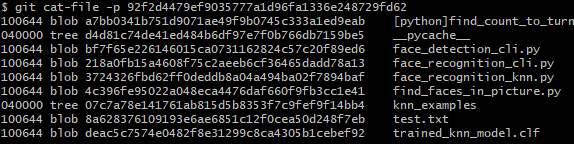 $ git cat-file -p 92f2d4479ef9035777a1d96fa1336e248729fd62
100644 blob a7bb0341b751d9071ae49f9b0745c333a1ed9eab [python]find_count_to_turn
040000 tree d4d81c74de41ed484b6df97e7f0b766db7159be5 __pycache__
100644 blob bf7f65e226146015ca0731162824c57c20f89ed6 face_detection_cli.py
100644 blob 218a0fb15a4608f75c2aeeb6cf36465dadd78a13 face_recognition_cli.py
100644 blob 3724326fbd62ff0deddb8a04a494ba02f7894baf face_recognition_knn.py
100644 blob 4c396fe95022a048eca4476daf660f9fb3cc1e41 find_faces_in_picture.py
040000 tree 07c7a78e141761ab815d5b8353f7c9fef9f14bb4 knn_examples
100644 blob 8a628376109193e6ae6851c12f0cea50d248f7eb test.txt
100644 blob deac5c7574e0482f8e31299c8ca4305b1cebef92 trained_knn_model.clf